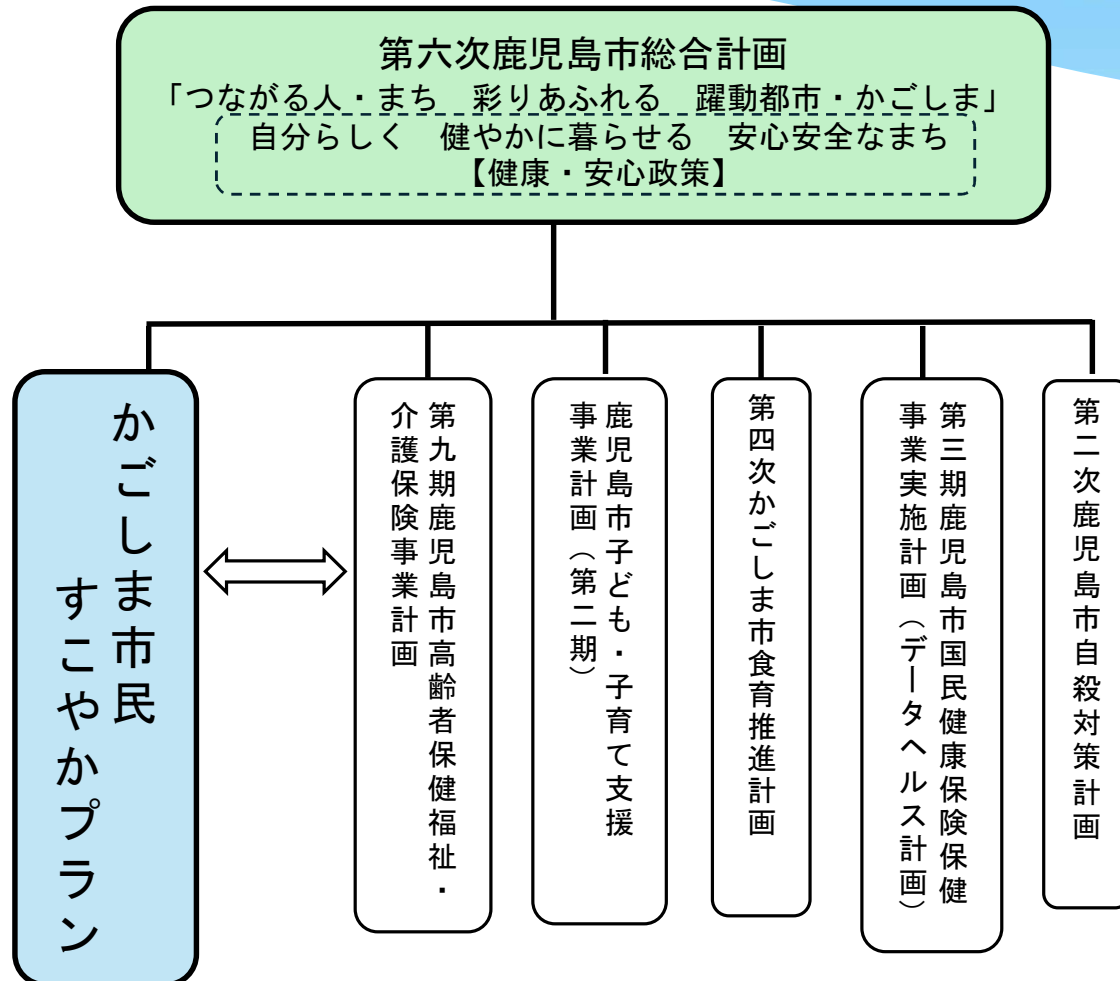 第六次鹿児島市総合計画
「つながる人・まち　彩りあふれる　躍動都市・かごしま」
自分らしく　健やかに暮らせる　安心安全なまち
【健康・安心政策】
かごしま市民
すこやかプラン
第九期鹿児島市高齢者保健福祉・
介護保険事業計画
鹿児島市子ども・子育て支援
事業計画（第二期）
第四次かごしま市食育推進計画
第三期鹿児島市国民健康保険保健
事業実施計画（データヘルス計画）
第二次鹿児島市自殺対策計画